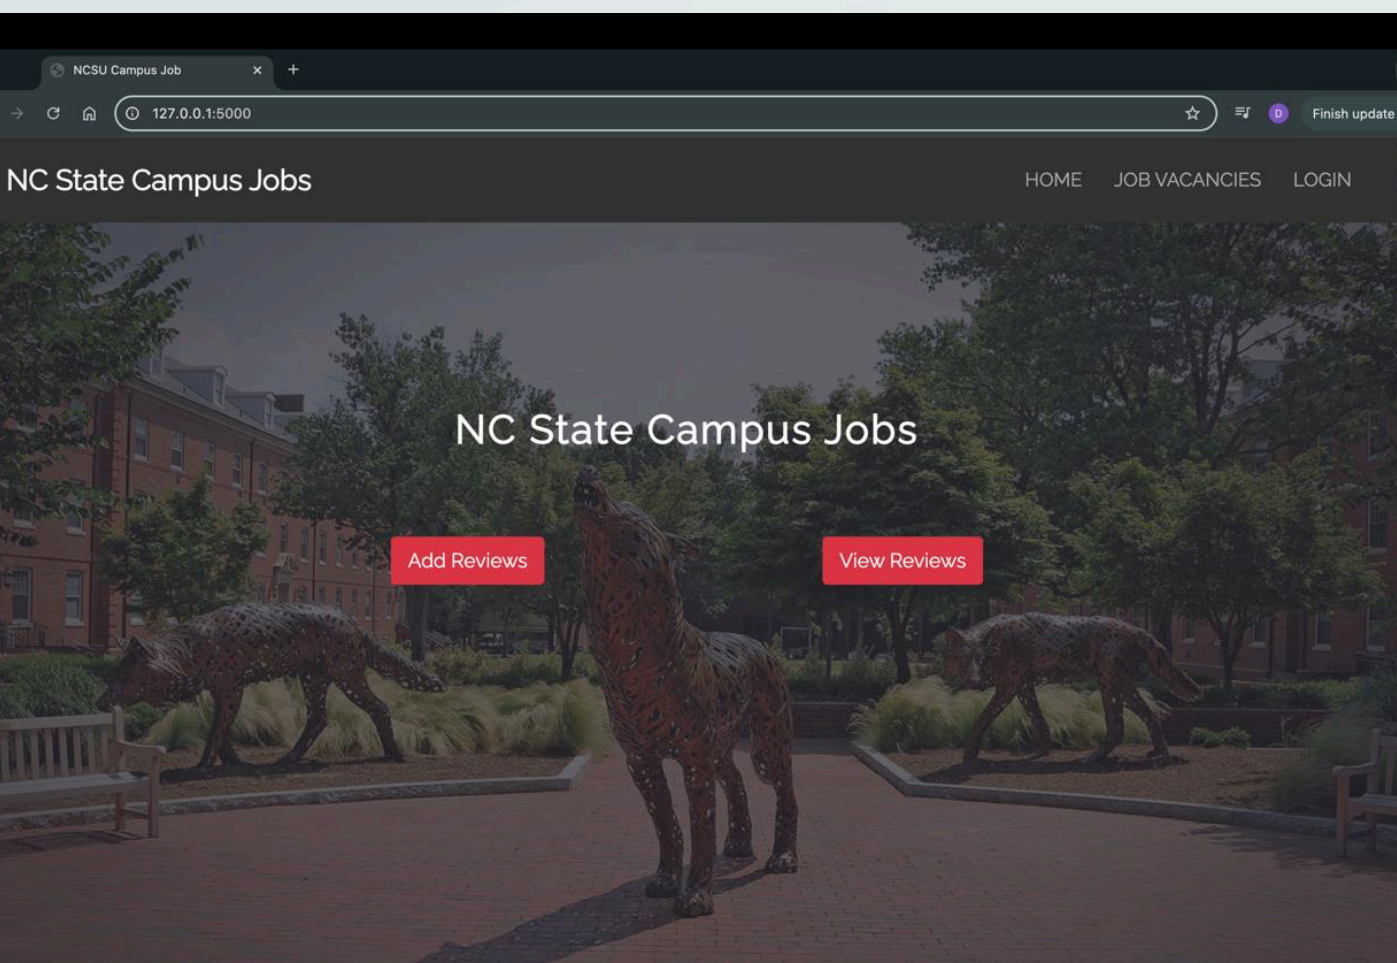 NCSU Campus Job
127.0.0.1:5000
D
Finish update
NC State Campus Jobs
HOME JOB VACANCIES LOGIN
NC State Campus Jobs
Add Reviews View Reviews